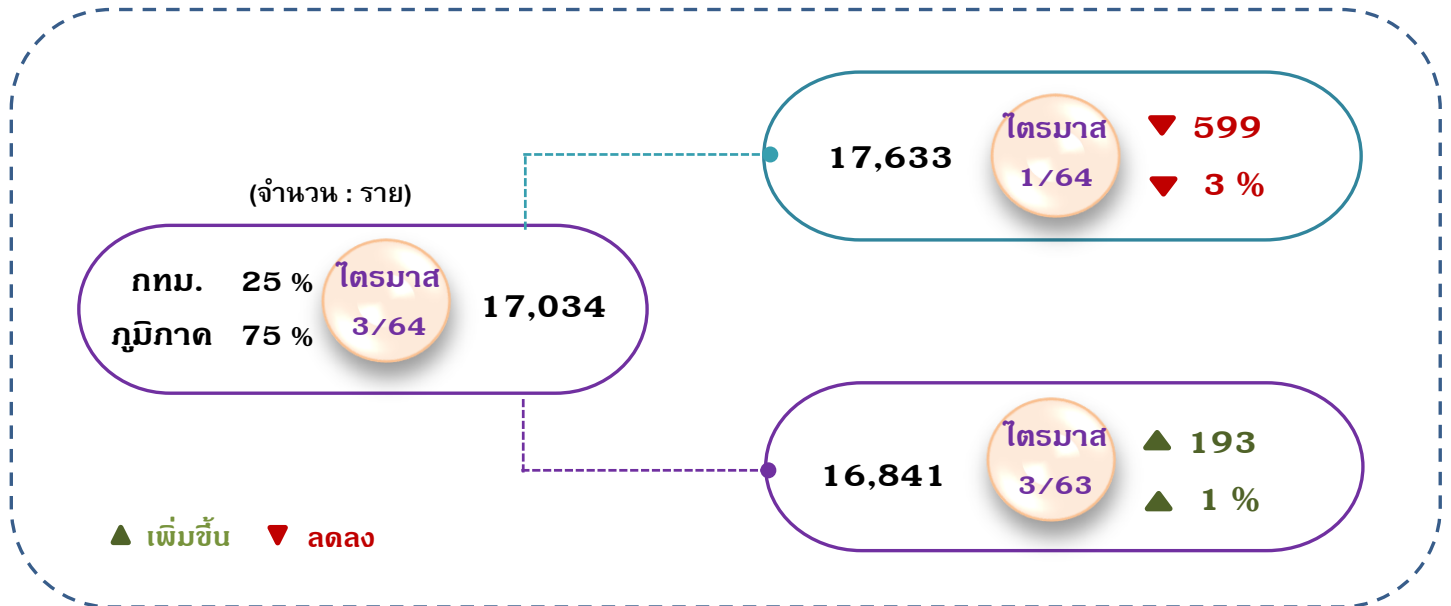 (จำนวน : ราย)
กทม. 25 %
ภูมิภาค 75 %
ไตรมาส
3/64
17,034
17,633
ไตรมาส
1/64
▼ 599
▼ 3 %
16,841
ไตรมาส
3/63
▲ 193
▲ 1 %
▲ เพิ่มขึ้น ▼ ลดลง